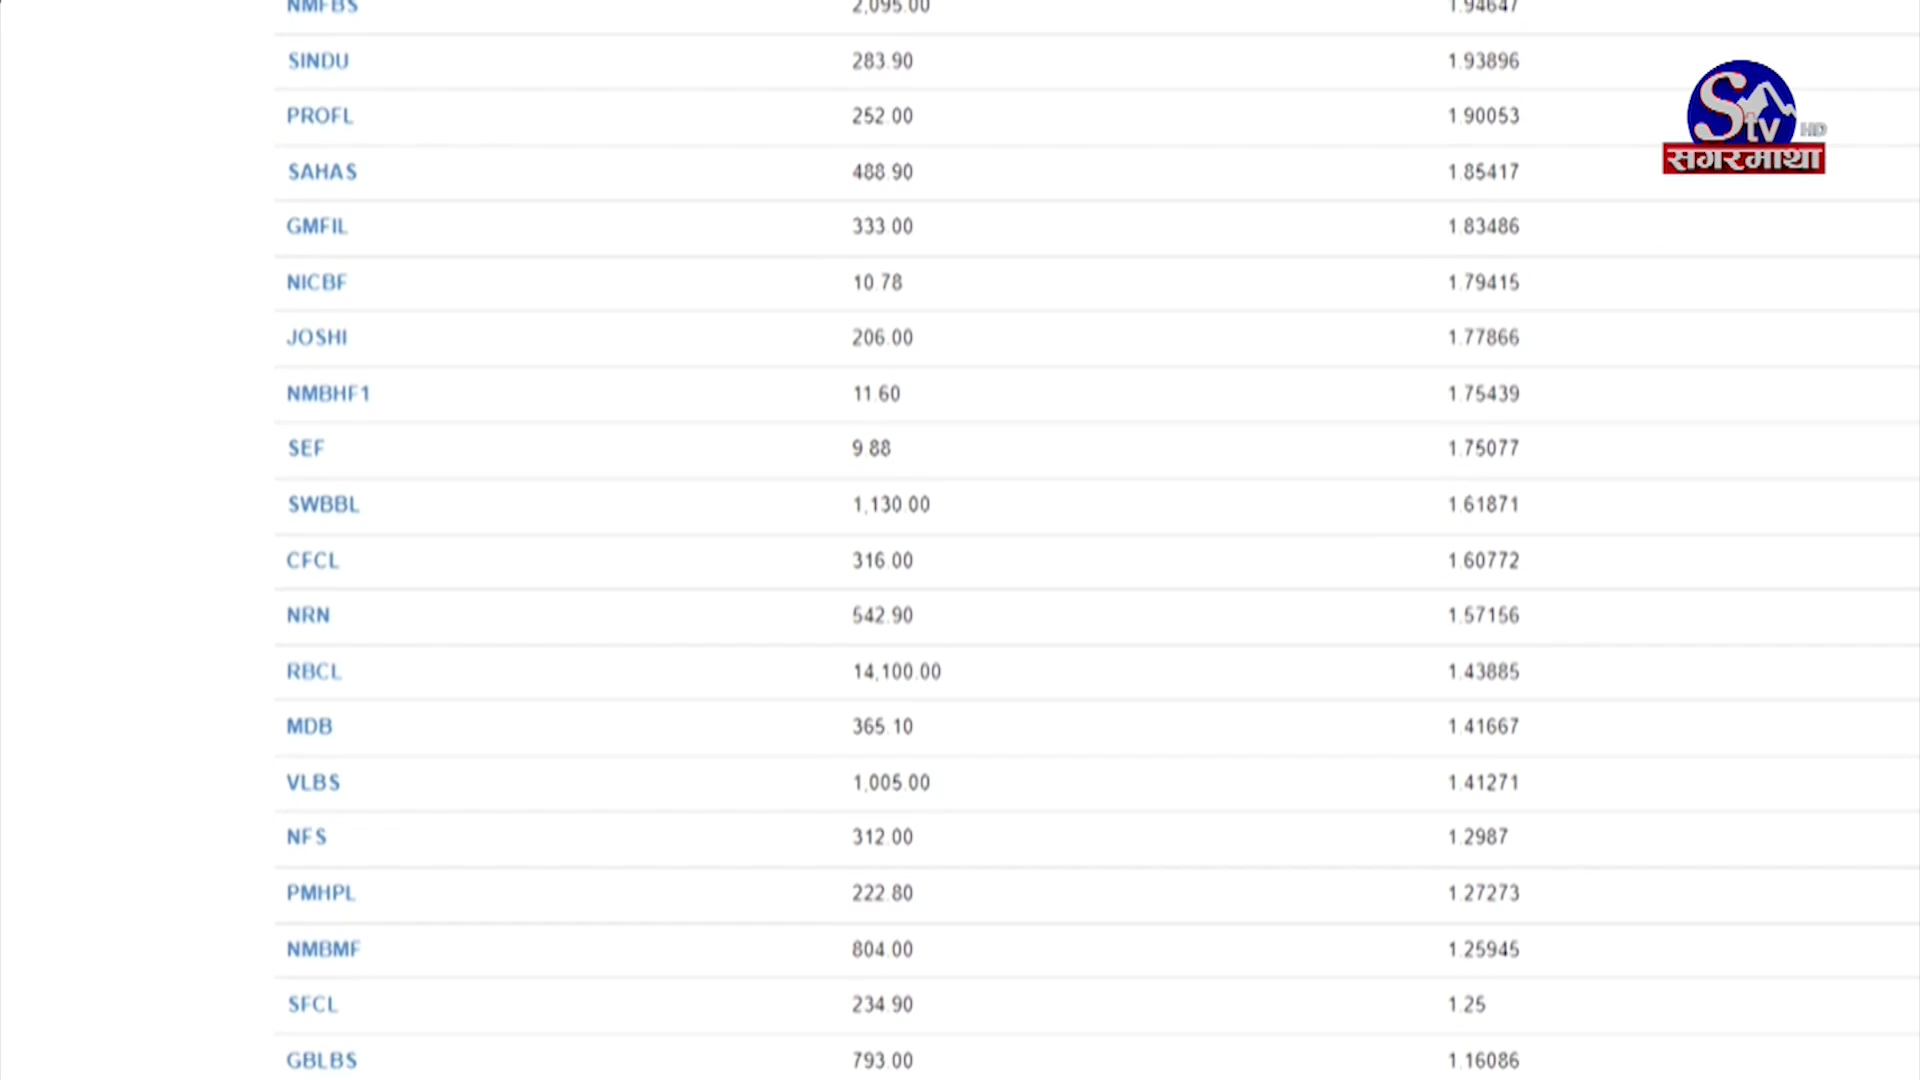 NMFBS 2,095.00 1.94647
SINDU 283.90 1.93896
PROFL 252.00 1.90053
SAHAS 488.90 1.85417
GMFIL 333.00 1.83486
NICBF 10.78 1.79415
JOSHI 206.00 1.77866
NMBHF1 11.60 1.75439
SEF 9.88 1.75077
SWBBL 1,130.00 1.61871
CFCL 316.00 1.60772
NRN 542.90 1.57156
RBCL 14,100.00 1.43885
MDB 365.10 1.41667
VLBS 1,005.00 1.41271
NFS 312.00 1.2987
PMHPL 222.80 1.27273
NMBMF 804.00 1.25945
SFCL 234.90 1.25
GBLBS 793.00 1.16086
Stv HD
सगरमाथा